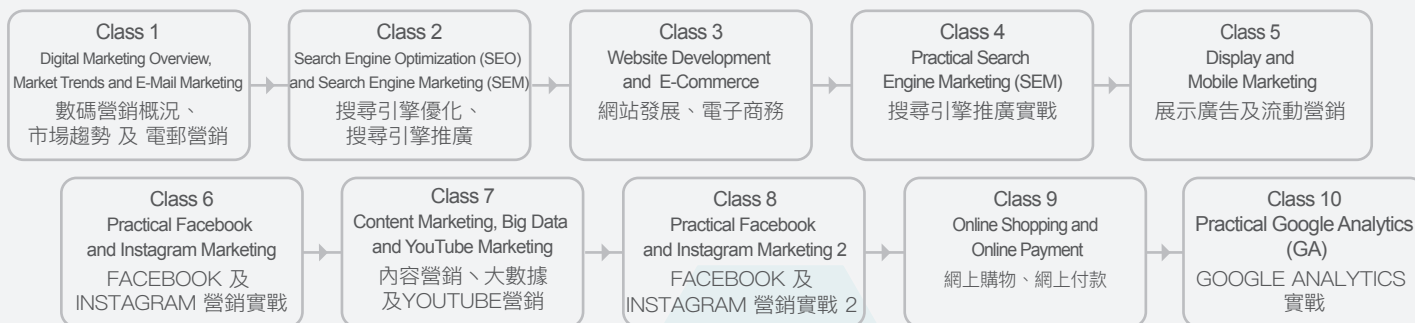 Class 1
Digital Marketing Overview,
Market Trends and E-Mail Marketing
數碼營銷概況、
市場趨勢 及 電郵營銷
Class 2
Search Engine Optimization (SEO)
and Search Engine Marketing (SEM)
搜尋引擎優化、
搜尋引擎推廣
Class 3
Website Development
and E-Commerce
網站發展、電子商務
Class 4
Practical Search
Engine Marketing (SEM)
搜尋引擎推廣實戰
Class 5
Display and
Mobile Marketing
展示廣告及流動營銷
Class 6
Practical Facebook
and Instagram Marketing
FACEBOOK 及
INSTAGRAM 營銷實戰
Class 7
Content Marketing, Big Data
and YouTube Marketing
內容營銷、大數據
及YOUTUBE營銷
Class 8
Practical Facebook
and Instagram Marketing 2
FACEBOOK 及
INSTAGRAM 營銷實戰 2
Class 9
Online Shopping and
Online Payment
網上購物、網上付款
Class 10
Practical Google Analytics
(GA)
GOOGLE ANALYTICS
實戰